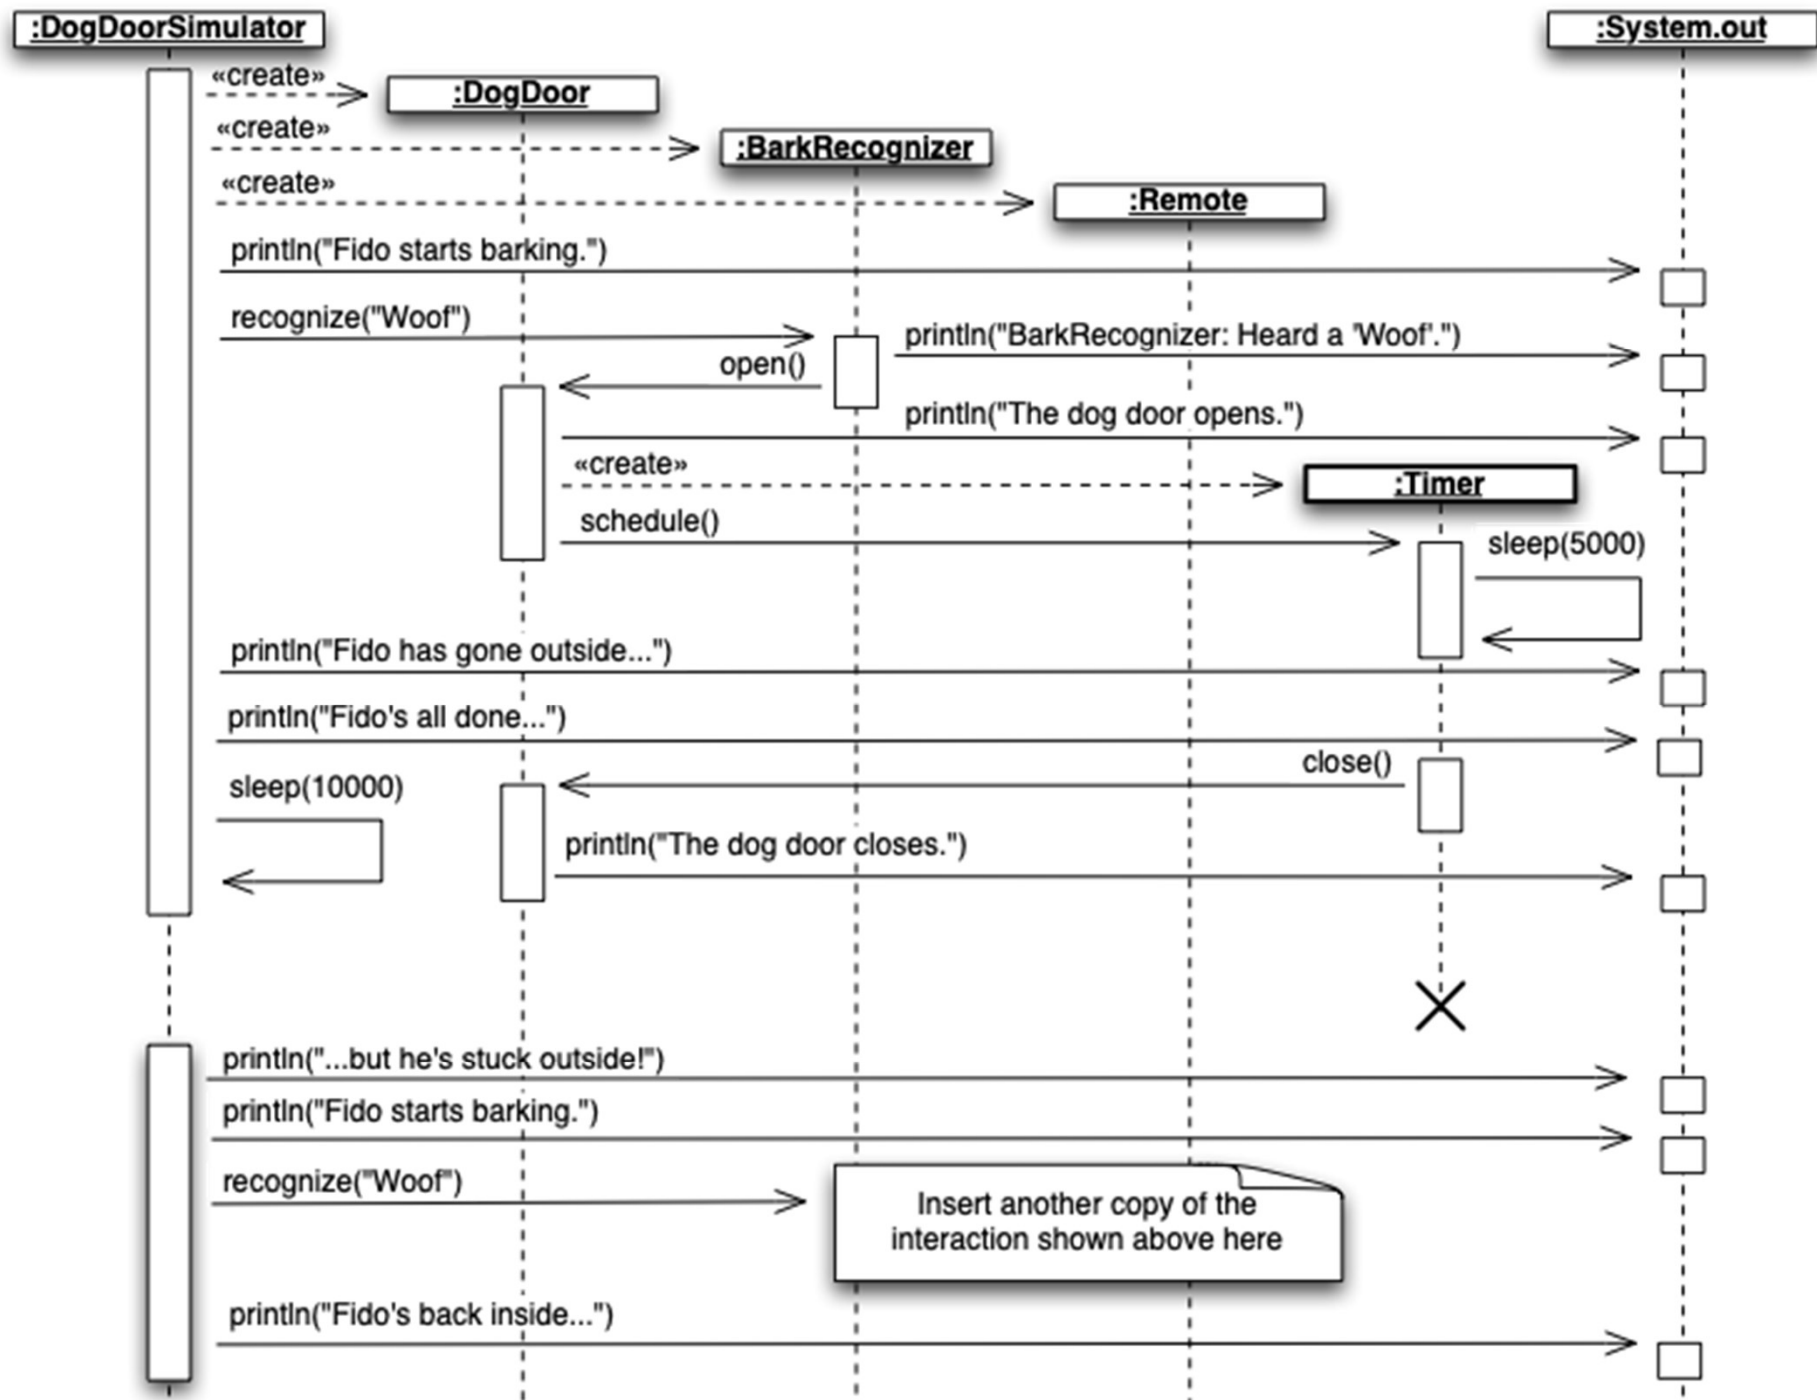 :DogDoorSimulator
:System.out
«create»
:DogDoor
«create»
:BarkRecognizer
«create»
:Remote
println("Fido starts barking.")
recognize("Woof")
println("BarkRecognizer: Heard a 'Woof'.")
open()
println("The dog door opens.")
«create»
:Timer
schedule()
sleep(5000)
println("Fido has gone outside...")
println("Fido's all done...")
close()
sleep(10000)
println("The dog door closes.")
println("...but he's stuck outside!")
println("Fido starts barking.")
recognize("Woof")
Insert another copy of the
interaction shown above here
println("Fido's back inside...")